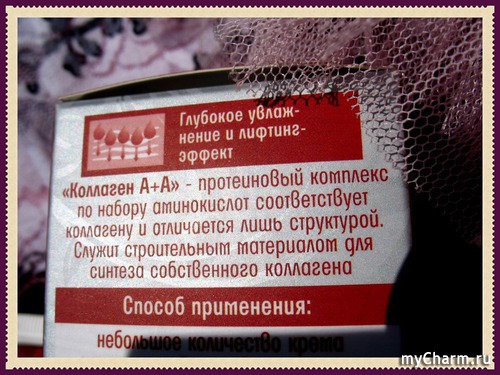 Глубокое увлаж-
нение и лифтинг-
эффект
«Коллаген А+А» - протеиновый комплекс
по набору аминокислот соответствует
коллагену и отличается лишь структурой.
Служит строительным материалом для
синтеза собственного коллагена
Способ применения:
небольшое количество крема
myCharm.ru